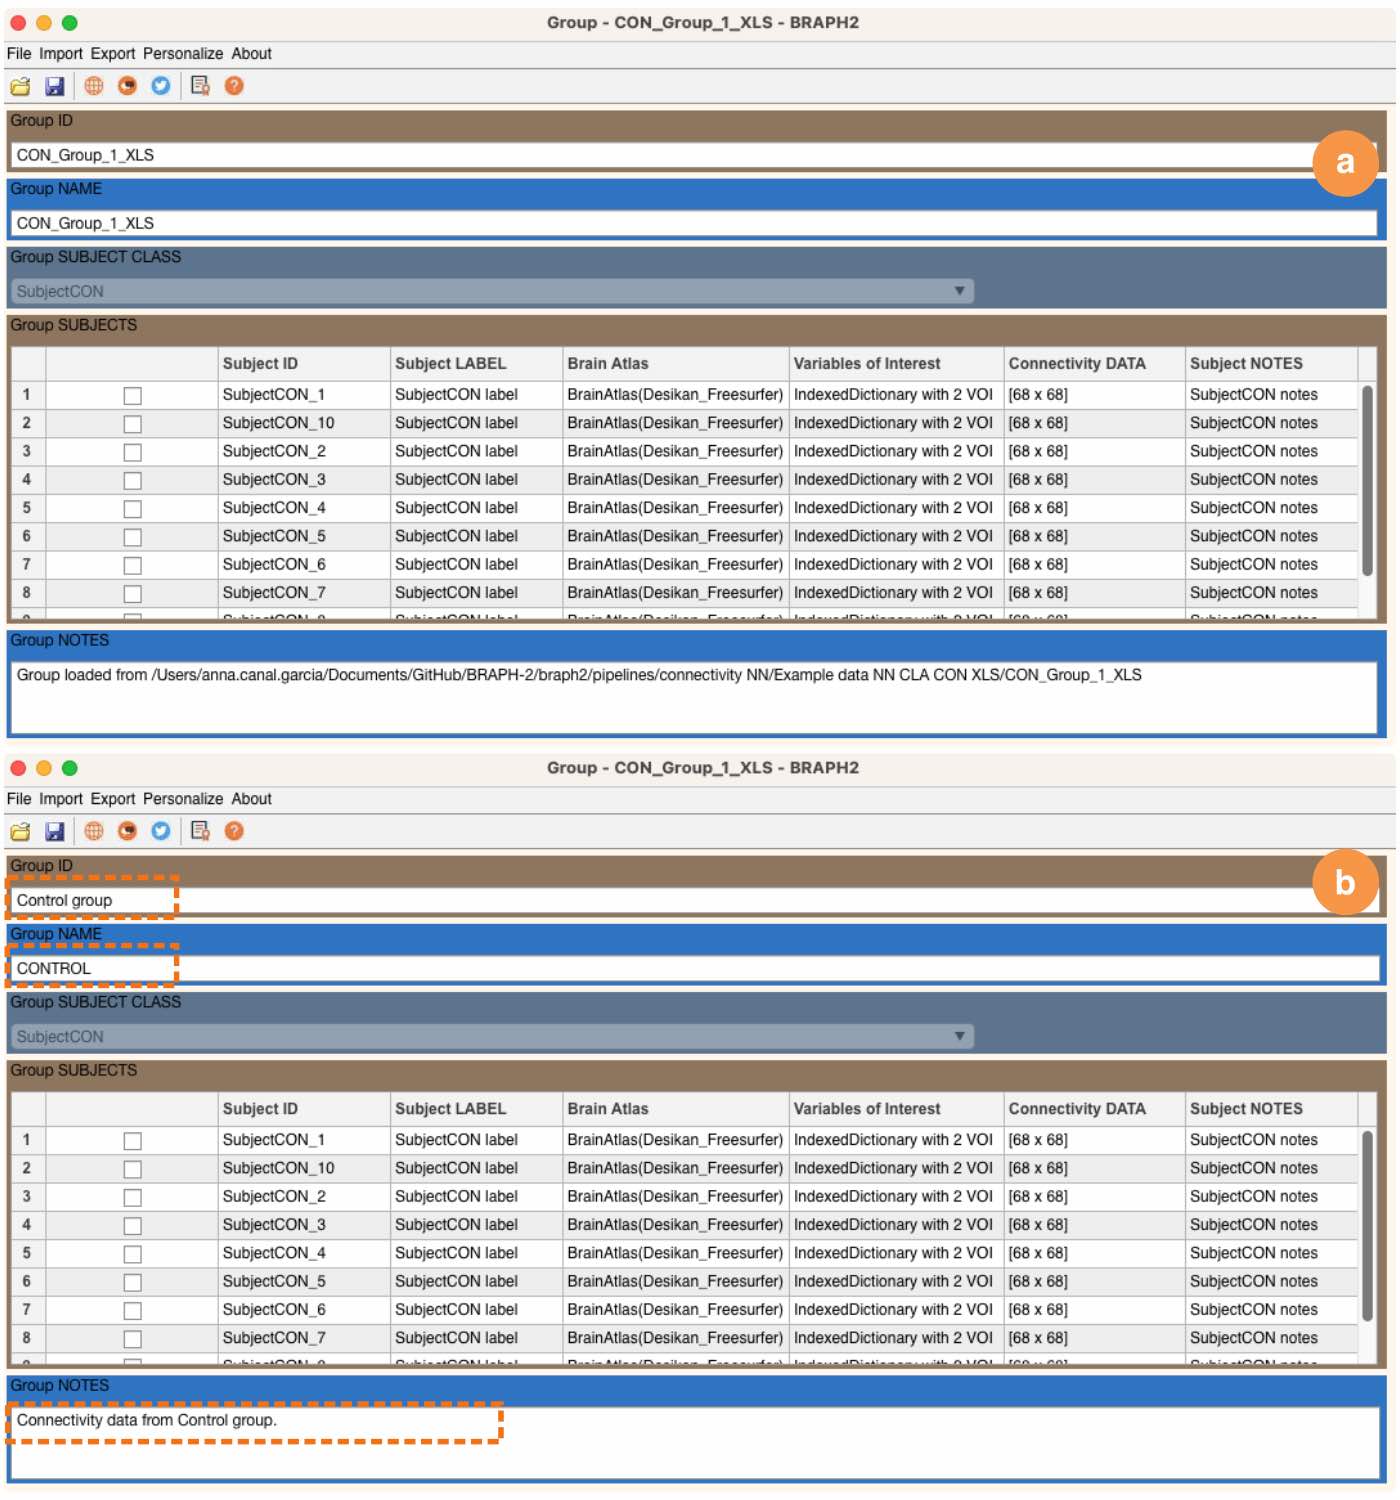 Group - CON_Group_1_XLS - BRAPH2
File Import Export Personalize About
Group ID
CON_Group_1_XLS
a
Group NAME
CON_Group_1_XLS
Group SUBJECT CLASS
SubjectCON
Group SUBJECTS
Subject ID Subject LABEL Brain Atlas Variables of Interest Connectivity DATA Subject NOTES
1 SubjectCON_1 SubjectCON label BrainAtlas(Desikan_Freesurfer) IndexedDictionary with 2 VOI [68 x 68] SubjectCON notes
2 SubjectCON_10 SubjectCON label BrainAtlas(Desikan_Freesurfer) IndexedDictionary with 2 VOI [68 x 68] SubjectCON notes
3 SubjectCON_2 SubjectCON label BrainAtlas(Desikan_Freesurfer) IndexedDictionary with 2 VOI [68 x 68] SubjectCON notes
4 SubjectCON_3 SubjectCON label BrainAtlas(Desikan_Freesurfer) IndexedDictionary with 2 VOI [68 x 68] SubjectCON notes
5 SubjectCON_4 SubjectCON label BrainAtlas(Desikan_Freesurfer) IndexedDictionary with 2 VOI [68 x 68] SubjectCON notes
6 SubjectCON_5 SubjectCON label BrainAtlas(Desikan_Freesurfer) IndexedDictionary with 2 VOI [68 x 68] SubjectCON notes
7 SubjectCON_6 SubjectCON label BrainAtlas(Desikan_Freesurfer) IndexedDictionary with 2 VOI [68 x 68] SubjectCON notes
8 SubjectCON_7 SubjectCON label BrainAtlas(Desikan_Freesurfer) IndexedDictionary with 2 VOI [68 x 68] SubjectCON notes
Group NOTES
Group loaded from /Users/anna.canal.garcia/Documents/GitHub/BRAPH-2/braph2/pipelines/connectivity NN/Example data NN CLA CON XLS/CON_Group_1_XLS
Group - CON_Group_1_XLS - BRAPH2
File Import Export Personalize About
Group ID
Control group
b
Group NAME
CONTROL
Group SUBJECT CLASS
SubjectCON
Group SUBJECTS
Subject ID Subject LABEL Brain Atlas Variables of Interest Connectivity DATA Subject NOTES
1 SubjectCON_1 SubjectCON label BrainAtlas(Desikan_Freesurfer) IndexedDictionary with 2 VOI [68 x 68] SubjectCON notes
2 SubjectCON_10 SubjectCON label BrainAtlas(Desikan_Freesurfer) IndexedDictionary with 2 VOI [68 x 68] SubjectCON notes
3 SubjectCON_2 SubjectCON label BrainAtlas(Desikan_Freesurfer) IndexedDictionary with 2 VOI [68 x 68] SubjectCON notes
4 SubjectCON_3 SubjectCON label BrainAtlas(Desikan_Freesurfer) IndexedDictionary with 2 VOI [68 x 68] SubjectCON notes
5 SubjectCON_4 SubjectCON label BrainAtlas(Desikan_Freesurfer) IndexedDictionary with 2 VOI [68 x 68] SubjectCON notes
6 SubjectCON_5 SubjectCON label BrainAtlas(Desikan_Freesurfer) IndexedDictionary with 2 VOI [68 x 68] SubjectCON notes
7 SubjectCON_6 SubjectCON label BrainAtlas(Desikan_Freesurfer) IndexedDictionary with 2 VOI [68 x 68] SubjectCON notes
8 SubjectCON_7 SubjectCON label BrainAtlas(Desikan_Freesurfer) IndexedDictionary with 2 VOI [68 x 68] SubjectCON notes
Group NOTES
Connectivity data from Control group.